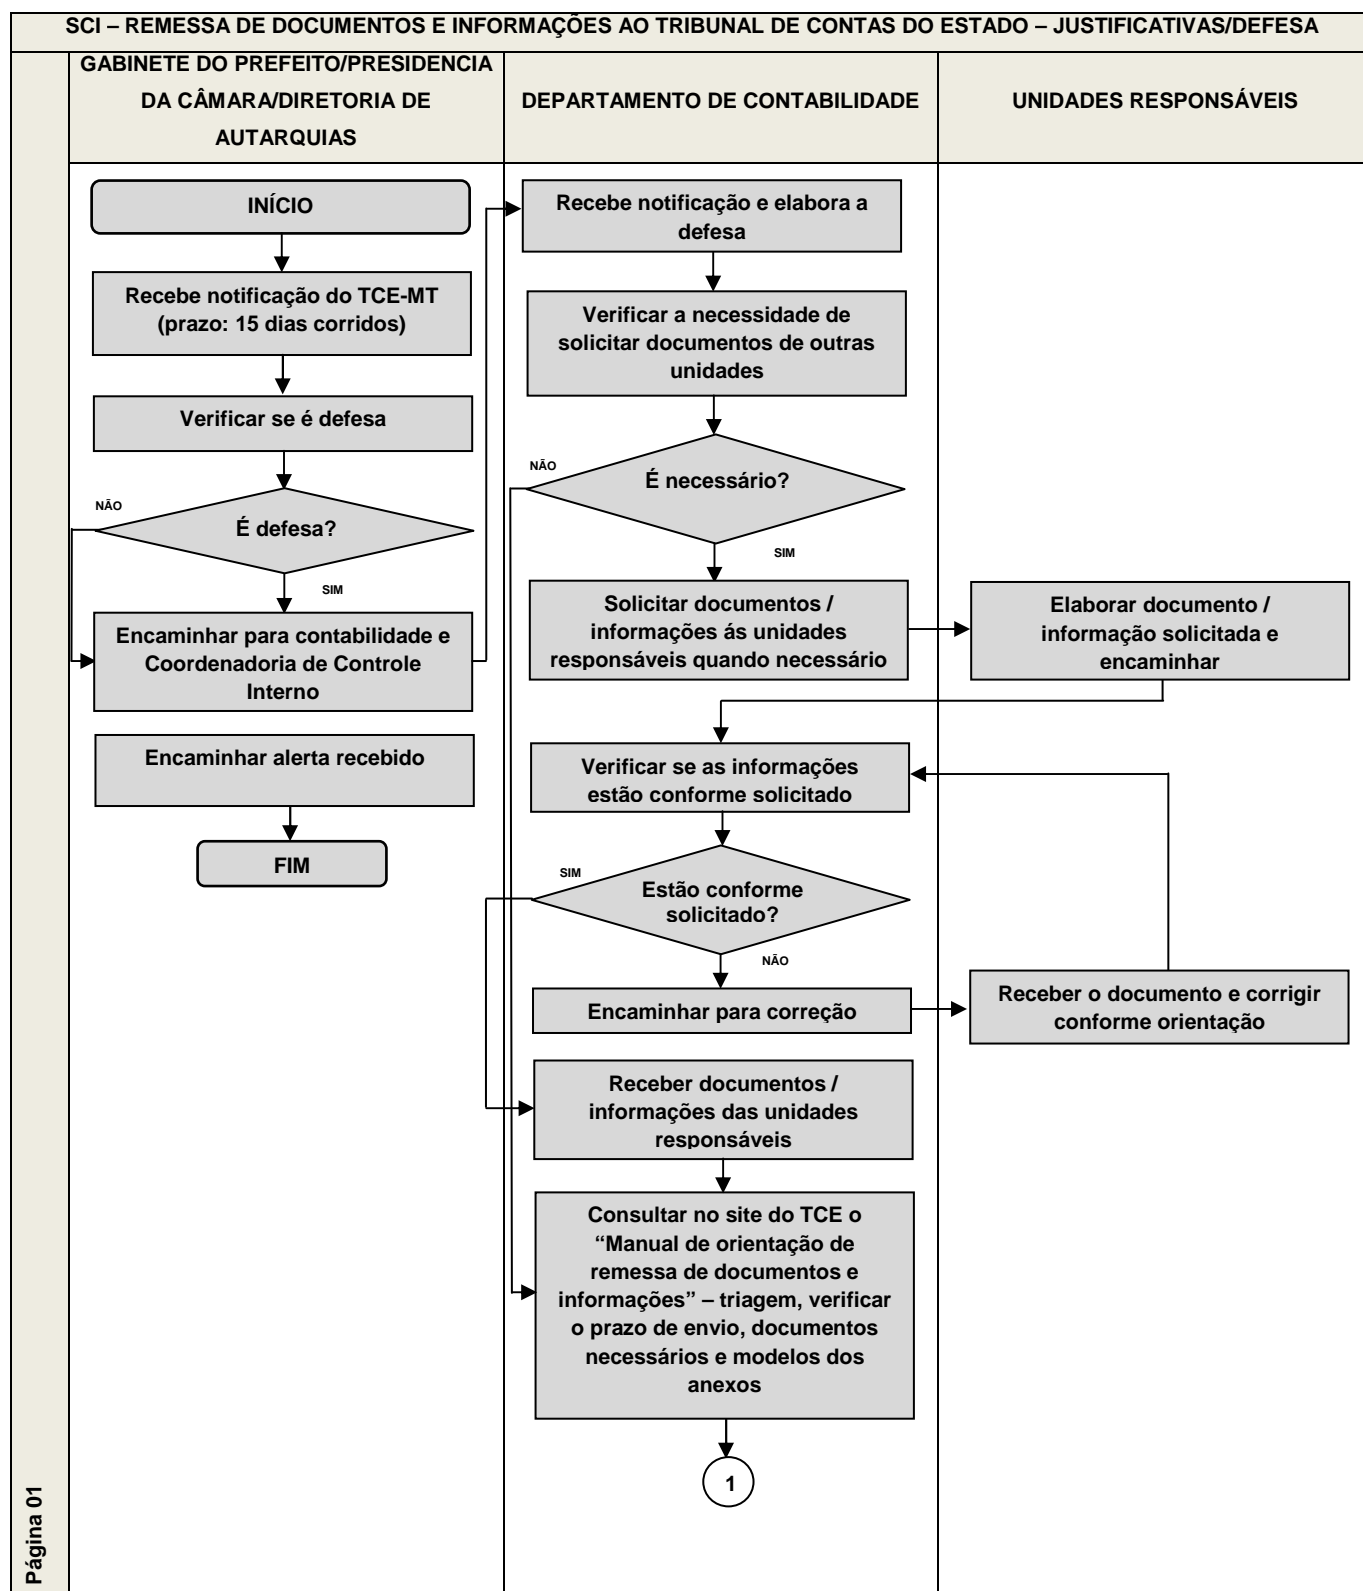 SCI – REMESSA DE DOCUMENTOS E INFORMAÇÕES AO TRIBUNAL DE CONTAS DO ESTADO – JUSTIFICATIVAS/DEFESA
GABINETE DO PREFEITO/PRESIDENCIA
DA CÂMARA/DIRETORIA DE
AUTARQUIAS
DEPARTAMENTO DE CONTABILIDADE
UNIDADES RESPONSÁVEIS
INÍCIO
Recebe notificação do TCE-MT
(prazo: 15 dias corridos)
Verificar se é defesa
NÃO
É defesa?
SIM
Encaminhar para contabilidade e
Coordenadoria de Controle
Interno
Encaminhar alerta recebido
FIM
Recebe notificação e elabora a
defesa
Verificar a necessidade de
solicitar documentos de outras
unidades
NÃO
É necessário?
SIM
Solicitar documentos /
informações ás unidades
responsáveis quando necessário
Elaborar documento /
informação solicitada e
encaminhar
Verificar se as informações
estão conforme solicitado
SIM
Estão conforme
solicitado?
NÃO
Encaminhar para correção
Receber o documento e corrigir
conforme orientação
Receber documentos /
informações das unidades
responsáveis
Consultar no site do TCE o
“Manual de orientação de
remessa de documentos e
informações” – triagem, verificar
o prazo de envio, documentos
necessários e modelos dos
anexos
1
Página 01